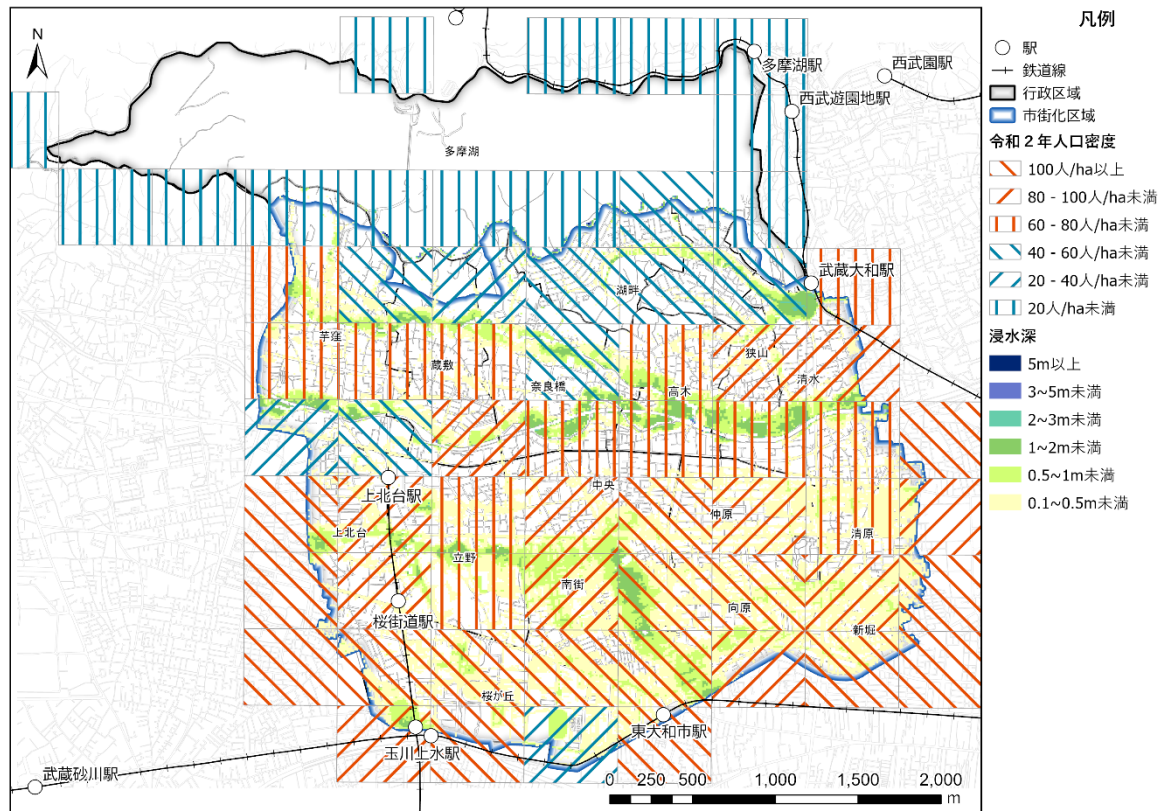 N
多摩湖駅
西武園駅
西武遊園地駅
多摩湖
武蔵大和駅
湖畔
芋窪
蔵敷
狭山
奈良橋
高木
清水
上北台駅
中央
仲原
上北台
立野
清原
南街
桜街道駅
向原
新堀
桜が丘
東大和市駅
玉川上水駅
武蔵砂川駅
0 250 500 1,000 1,500 2,000
m
凡例
駅
鉄道線
行政区域
市街化区域
令和2年人口密度
100人/ha以上
80 - 100人/ha未満
60 - 80人/ha未満
40 - 60人/ha未満
20 - 40人/ha未満
20人/ha未満
浸水深
5m以上
3~5m未満
2~3m未満
1~2m未満
0.5~1m未満
0.1~0.5m未満